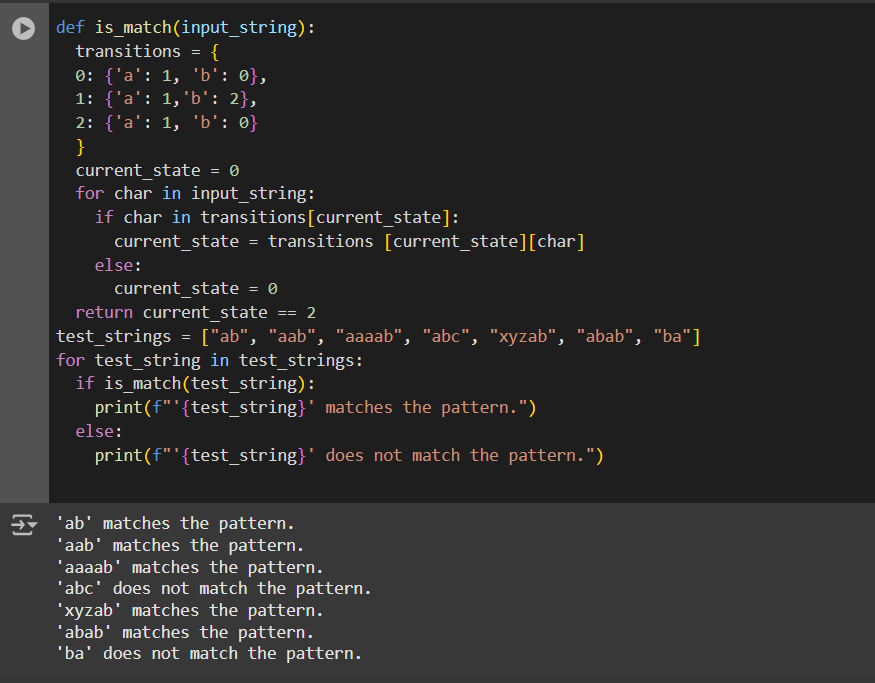 def is_match(input_string):
  transitions = {
  0: {'a': 1, 'b': 0},
  1: {'a': 1,'b': 2},
  2: {'a': 1, 'b': 0}
  }
  current_state = 0
  for char in input_string:
    if char in transitions[current_state]:
      current_state = transitions [current_state][char]
    else:
      current_state = 0
  return current_state == 2
test_strings = ["ab", "aab", "aaaab", "abc", "xyzab", "abab", "ba"]
for test_string in test_strings:
  if is_match(test_string):
    print(f"'{test_string}' matches the pattern.")
  else:
    print(f"'{test_string}' does not match the pattern.")
'ab' matches the pattern.
'aab' matches the pattern.
'aaaab' matches the pattern.
'abc' does not match the pattern.
'xyzab' matches the pattern.
'abab' matches the pattern.
'ba' does not match the pattern.